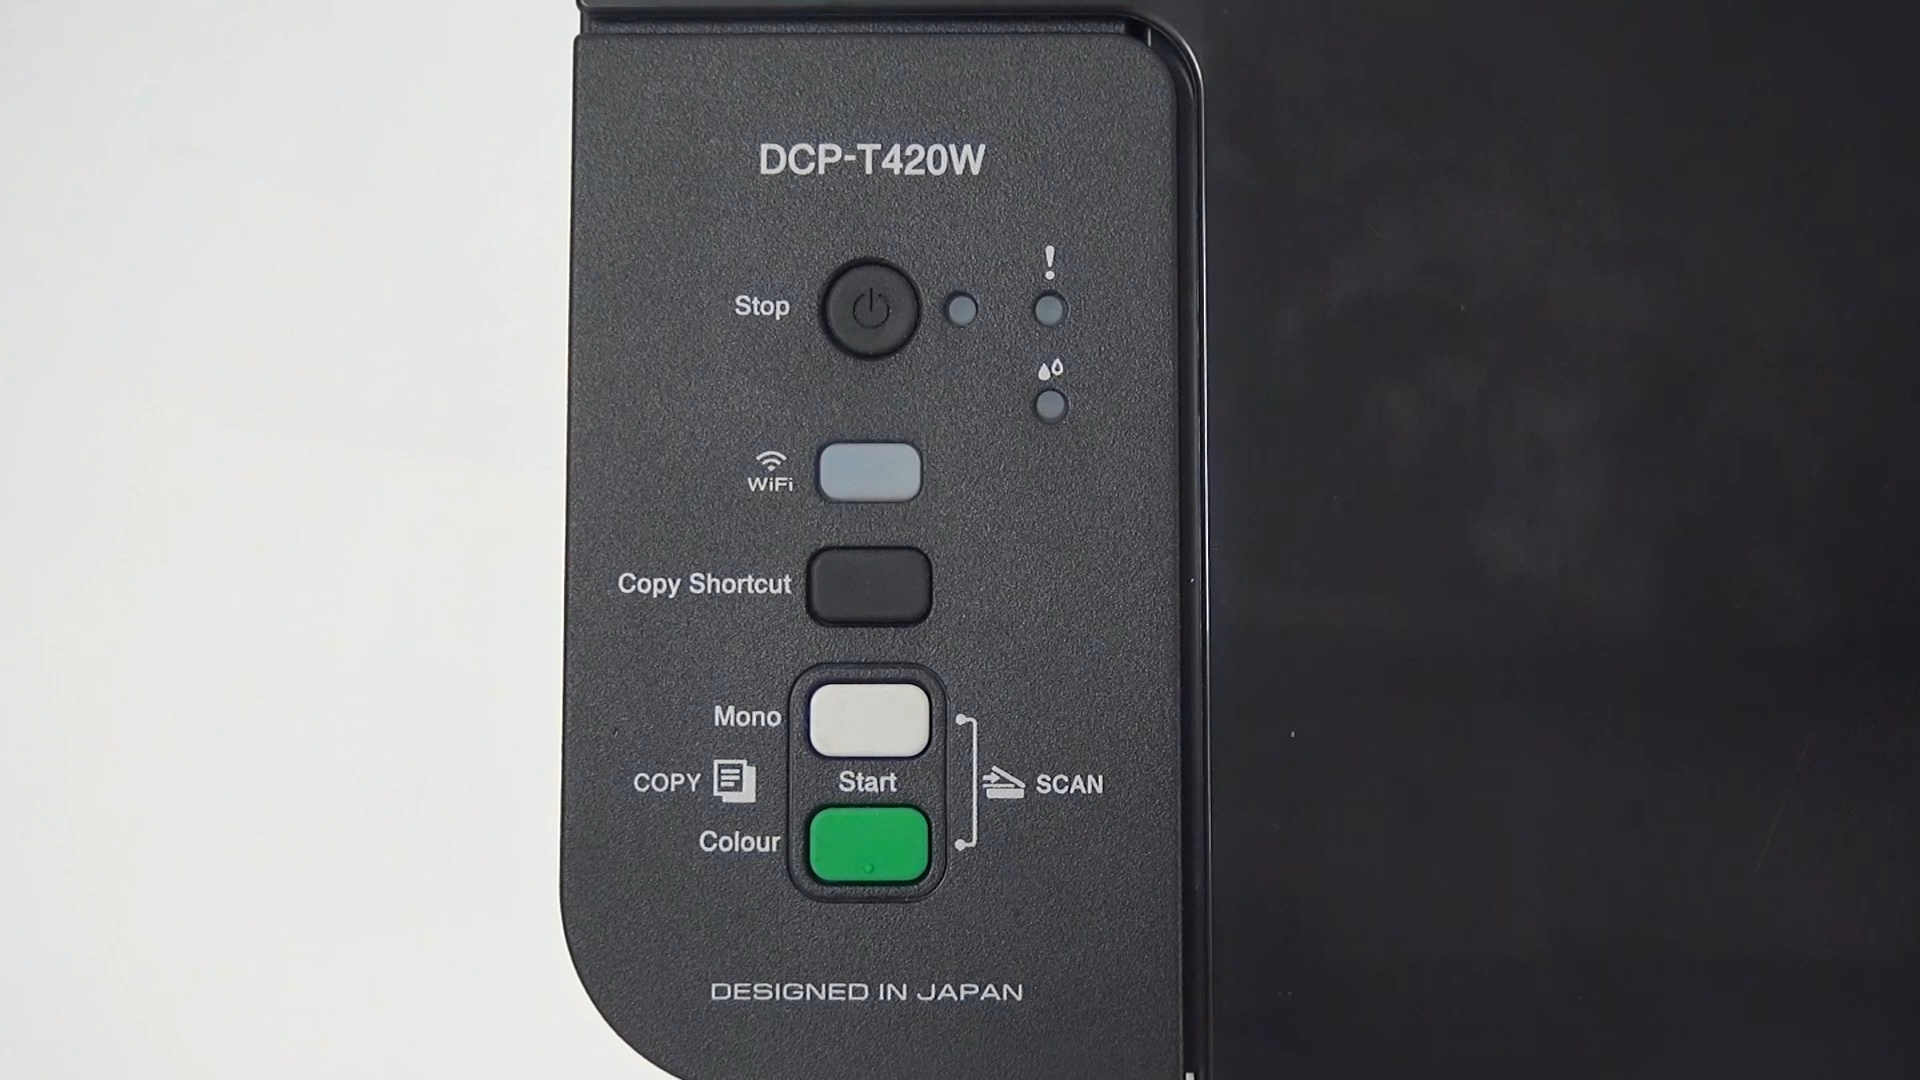 DCP-T420W
Stop
!
WiFi
Copy Shortcut
Mono
COPY
Start
SCAN
Colour
DESIGNED IN JAPAN